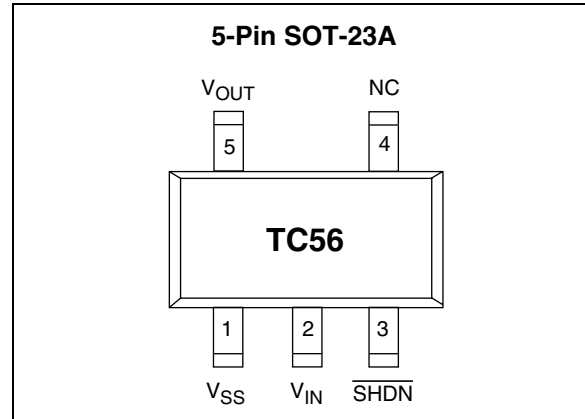 5-Pin SOT-23A
VOUT NC
5 4
TC56
1 2 3
VSS VIN SHDN